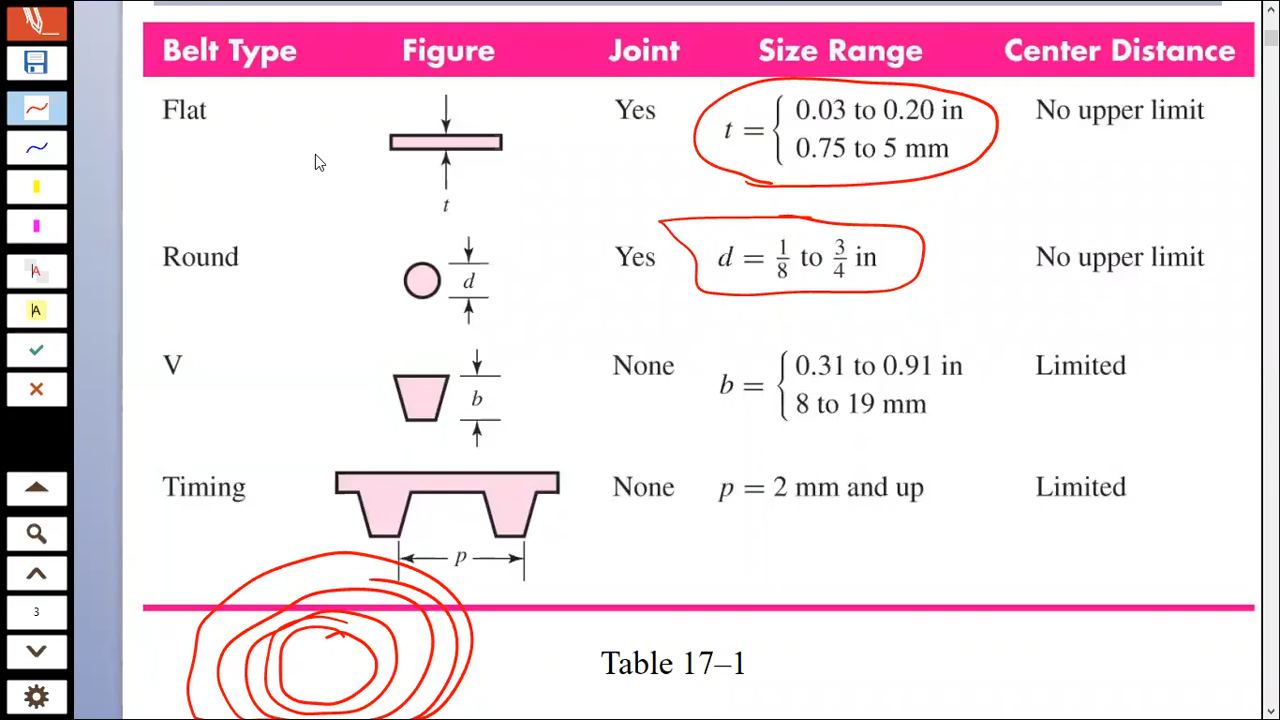 Belt Type Figure Joint Size Range Center Distance
Flat Yes t = { 0.03 to 0.20 in No upper limit
0.75 to 5 mm
t
Round d Yes d = 1/8 to 3/4 in No upper limit
V b None b = { 0.31 to 0.91 in Limited
8 to 19 mm
Timing None p = 2 mm and up Limited
p
Table 17–1
A
A
3